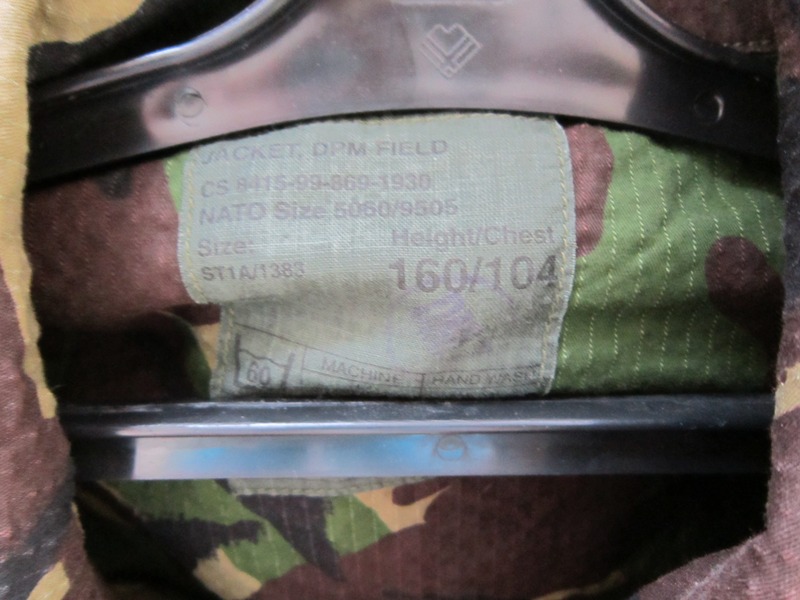 JACKET, DPM FIELD
CS 8415-99-869-1930
NATO Size 5060/9505
Size: Height/Chest
ST1A/1383 160/104
60 MACHINE HAND WASH